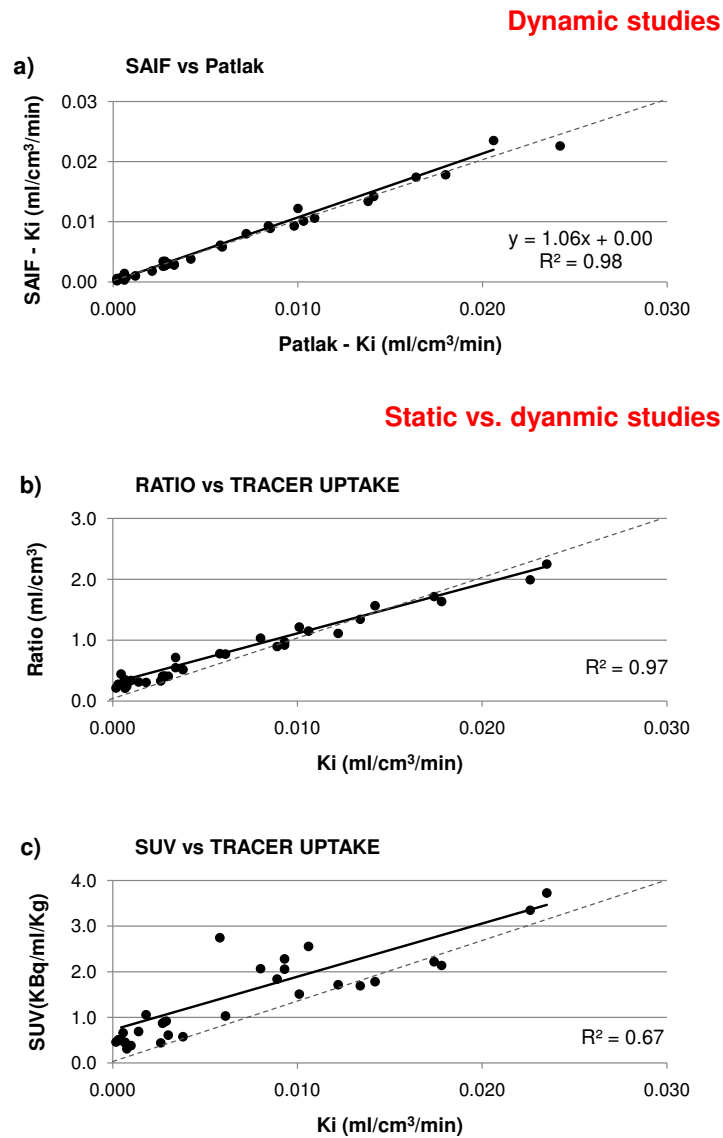 Dynamic studies
a) SAIF vs Patlak
SAIF - Ki (ml/cm³/min)
0.03
0.02
0.01
0.00
y = 1.06x + 0.00
R² = 0.98
0.000 0.010 0.020 0.030
Patlak - Ki (ml/cm³/min)
Static vs. dyanmic studies
b) RATIO vs TRACER UPTAKE
Ratio (ml/cm³)
3.0
2.0
1.0
0.0
R² = 0.97
0.000 0.010 0.020 0.030
Ki (ml/cm³/min)
c) SUV vs TRACER UPTAKE
SUV(KBq/ml/Kg)
4.0
3.0
2.0
1.0
0.0
R² = 0.67
0.000 0.010 0.020 0.030
Ki (ml/cm³/min)